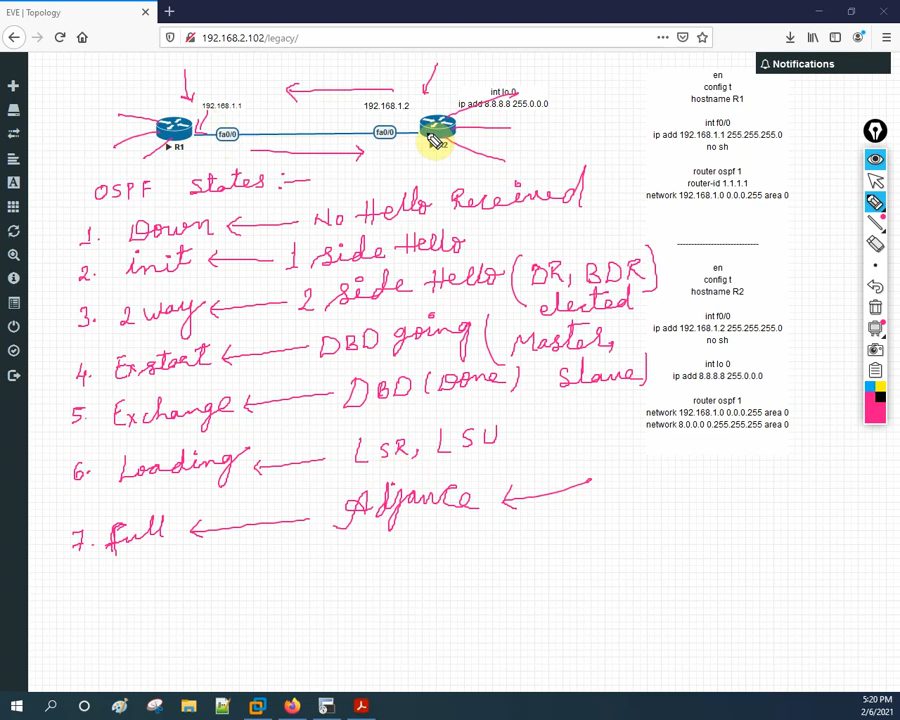 EVE | Topology
192.168.2.102/legacy/
Notifications
192.168.1.1
192.168.1.2
int lo 0
ip add 8.8.8.8 255.0.0.0
fa0/0
fa0/0
R1
OSPF States :-
1. Down ← No Hello Received
2. init ← 1 side Hello
3. 2 way ← 2 side Hello (DR, BDR
elected
4. Exstart ← DBD going (Master,
Slave)
5. Exchange ← DBD (Done)
6. Loading ← LSR, LSU
7. Full ← Adjance ←
en
config t
hostname R1
int f0/0
ip add 192.168.1.1 255.255.255.0
no sh
router ospf 1
router-id 1.1.1.1
network 192.168.1.0 0.0.0.255 area 0
------------------------
en
config t
hostname R2
int f0/0
ip add 192.168.1.2 255.255.255.0
no sh
int lo 0
ip add 8.8.8.8 255.0.0.0
router ospf 1
network 192.168.1.0 0.0.0.255 area 0
network 8.0.0.0 0.255.255.255 area 0
5:20 PM
2/6/2021